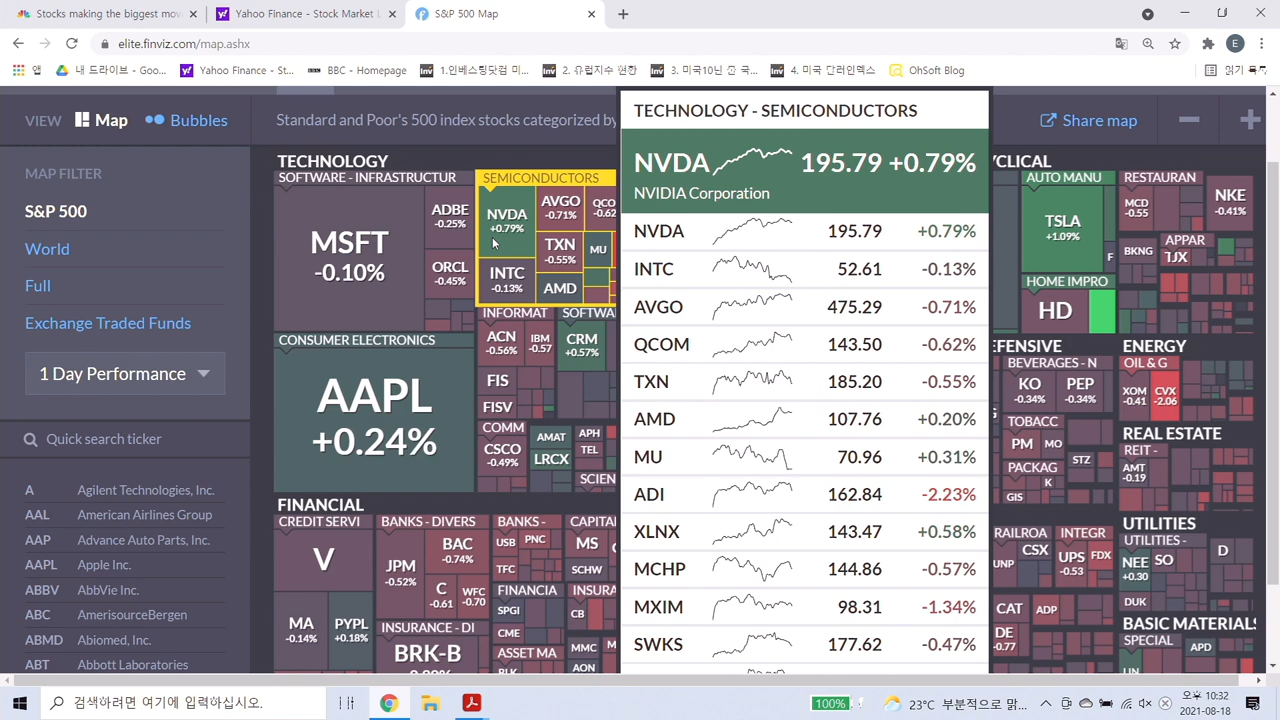 Stocks making the biggest mov
Yahoo Finance - Stock Market L
S&P 500 Map
elite.finviz.com/map.ashx
E
앱
내 드라이브 - Goo...
Yahoo Finance - St...
BBC - Homepage
1.인베스팅닷컴 미...
2. 유럽지수 현황
3. 미국10년 준 국...
4. 미국 달러인덱스
OhSoft Blog
읽기 목록
VIEW
Map
Bubbles
Standard and Poor's 500 index stocks categorized by
Share map
MAP FILTER
S&P 500
World
Full
Exchange Traded Funds
1 Day Performance
Quick search ticker
A Agilent Technologies, Inc.
AAL American Airlines Group
AAP Advance Auto Parts, Inc.
AAPL Apple Inc.
ABBV AbbVie Inc.
ABC AmerisourceBergen
ABMD Abiomed, Inc.
ABT Abbott Laboratories
TECHNOLOGY
SOFTWARE - INFRASTRUCTUR
MSFT
-0.10%
ADBE
-0.25%
ORCL
-0.45%
SEMICONDUCTORS
NVDA
+0.79%
AVGO
-0.71%
QCO
-0.62
TXN
-0.55%
MU
INTC
-0.13%
AMD
CONSUMER ELECTRONICS
AAPL
+0.24%
INFORMAT
ACN
-0.56%
IBM
-0.57
FIS
FISV
SOFTWA
CRM
+0.57%
COMM
CSCO
-0.49%
AMAT
LRCX
APH
TEL
SCIEN
FINANCIAL
CREDIT SERVI
V
MA
-0.14%
PYPL
+0.18%
BANKS - DIVERS
JPM
-0.52%
BAC
-0.74%
C
-0.61
WFC
-0.70
INSURANCE - DI
BRK-B
BANKS -
USB
PNC
TFC
FINANCIA
SPGI
CME
ASSET MA
BLK
CAPITAL
MS
SCHW
INSURA
CB
MMC
AON
TECHNOLOGY - SEMICONDUCTORS
NVDA 195.79 +0.79%
NVIDIA Corporation
NVDA 195.79 +0.79%
INTC 52.61 -0.13%
AVGO 475.29 -0.71%
QCOM 143.50 -0.62%
TXN 185.20 -0.55%
AMD 107.76 +0.20%
MU 70.96 +0.31%
ADI 162.84 -2.23%
XLNX 143.47 +0.58%
MCHP 144.86 -0.57%
MXIM 98.31 -1.34%
SWKS 177.62 -0.47%
YCLICAL
AUTO MANU
TSLA
+1.09%
F
HOME IMPRO
HD
RESTAURAN
MCD
-0.55
NKE
-0.41%
BKNG
APPAR
TJX
EFENSIVE
BEVERAGES - N
KO
-0.34%
PEP
-0.34%
TOBACC
PM
MO
PACKAG
K
GIS
STZ
ENERGY
OIL & G
XOM
-0.41
CVX
-2.06
REAL ESTATE
REIT -
AMT
-0.19
RAILROA
UNP
CSX
INTEGR
UPS
-0.53
FDX
CAT
ADP
DE
-0.77
UTILITIES
UTILITIES -
NEE
+0.30
SO
D
DUK
BASIC MATERIALS
SPECIAL
LIN
APD
검색하려면 여기에 입력하십시오.
100%
23°C 부분적으로 맑...
오후 10:32
2021-08-18